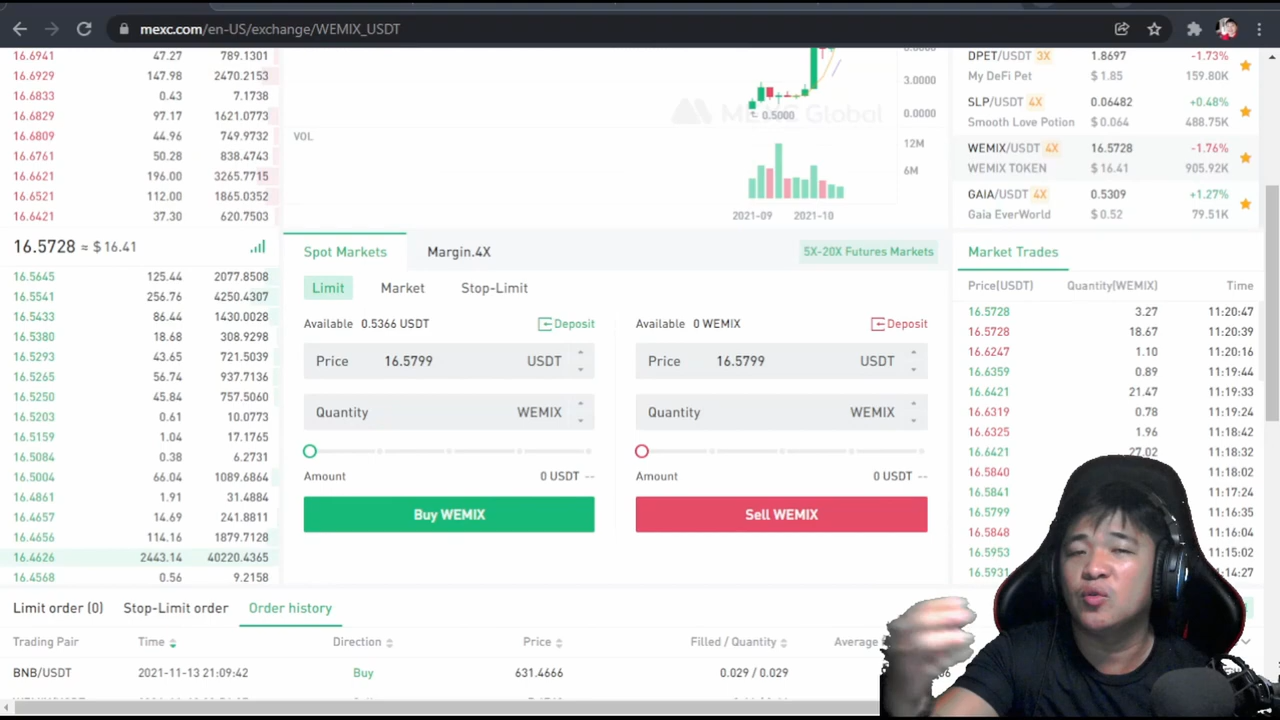 mexc.com/en-US/exchange/WEMIX_USDT
16.6941 47.27 789.1301
16.6929 147.98 2470.2153
16.6833 0.43 7.1738
16.6829 97.17 1621.0773
16.6809 44.96 749.9732
16.6761 50.28 838.4743
16.6621 196.00 3265.7715
16.6521 112.00 1865.0352
16.6421 37.30 620.7503
16.5728 ≈ $ 16.41
16.5645 125.44 2077.8508
16.5541 256.76 4250.4307
16.5433 86.44 1430.0028
16.5380 18.68 308.9298
16.5293 43.65 721.5039
16.5265 56.74 937.7136
16.5250 45.84 757.5060
16.5203 0.61 10.0773
16.5159 1.04 17.1765
16.5084 0.38 6.2731
16.5004 66.04 1089.6864
16.4861 1.91 31.4884
16.4657 14.69 241.8811
16.4656 114.16 1879.7128
16.4626 2443.14 40220.4365
16.4568 0.56 9.2158
3.0000
0.5000
MEXC Global
0.0000
VOL
12M
6M
2021-09 2021-10
Spot Markets Margin.4X 5X-20X Futures Markets
Limit Market Stop-Limit
Available 0.5366 USDT Deposit
Price 16.5799 USDT
Quantity WEMIX
Amount 0 USDT --
Buy WEMIX
Available 0 WEMIX Deposit
Price 16.5799 USDT
Quantity WEMIX
Amount 0 USDT --
Sell WEMIX
DPET/USDT 3X 1.8697 -1.73%
My DeFi Pet $ 1.85 159.80K
SLP/USDT 4X 0.06482 +0.48%
Smooth Love Potion $ 0.064 488.75K
WEMIX/USDT 4X 16.5728 -1.76%
WEMIX TOKEN $ 16.41 905.92K
GAIA/USDT 4X 0.5309 +1.27%
Gaia EverWorld $ 0.52 79.51K
Market Trades
Price(USDT) Quantity(WEMIX) Time
16.5728 3.27 11:20:47
16.5728 18.67 11:20:39
16.6247 1.10 11:20:16
16.6359 0.89 11:19:44
16.6421 21.47 11:19:33
16.6319 0.78 11:19:24
16.6325 1.96 11:18:42
16.6421 27.02 11:18:32
16.5840 11:18:02
16.5841 11:17:24
16.5799 11:16:35
16.5848 11:16:04
16.5953 11:15:02
16.5931 11:14:27
Limit order (0) Stop-Limit order Order history
Trading Pair Time Direction Price Filled / Quantity Average
BNB/USDT 2021-11-13 21:09:42 Buy 631.4666 0.029 / 0.029